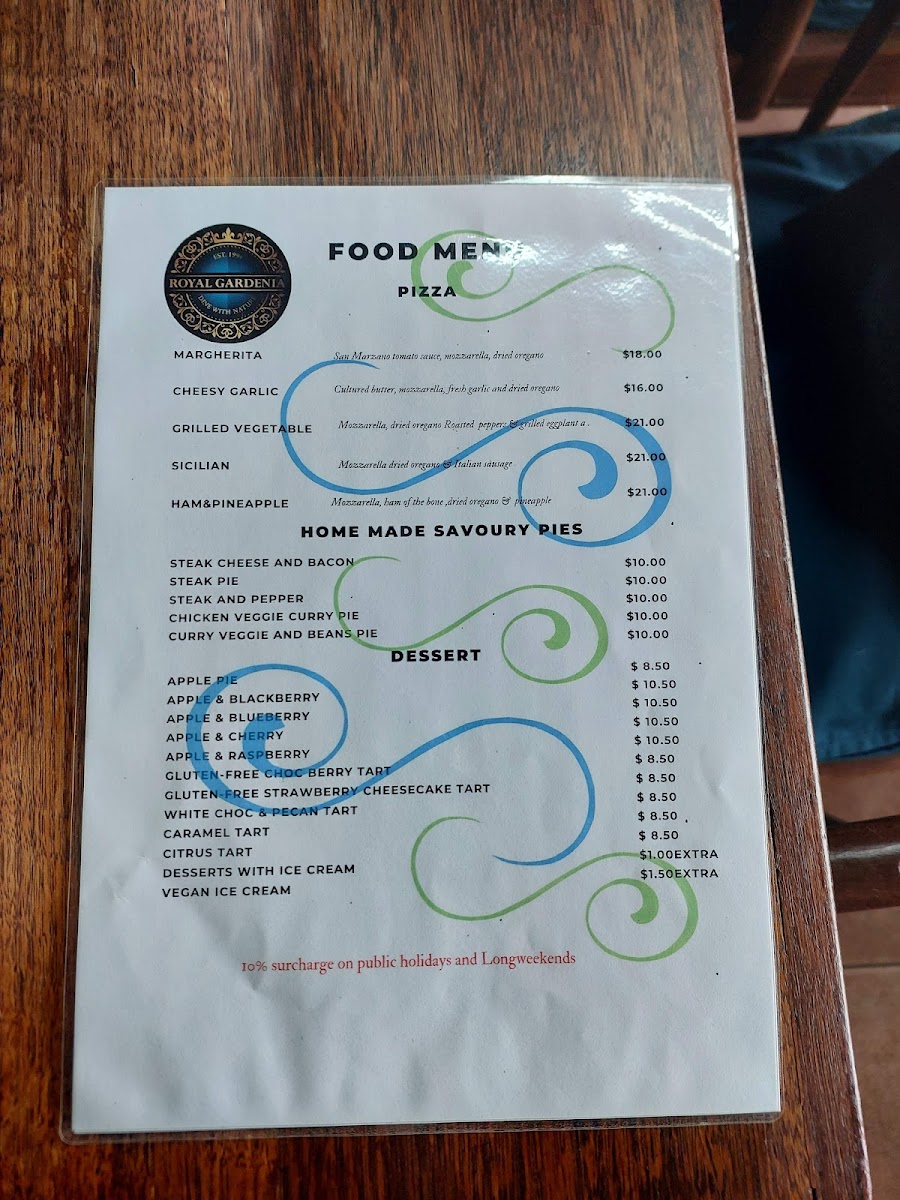 EST.
ROYAL GARDENIA
DINE WITH NATURE
FOOD MENU
PIZZA
MARGHERITA San Marzano tomato sauce, mozzarella, dried oregano $18.00
CHEESY GARLIC Cultured butter, mozzarella, fresh garlic and dried oregano $16.00
GRILLED VEGETABLE Mozzarella, dried oregano Roasted peppers & grilled eggplant a . $21.00
SICILIAN Mozzarella dried oregano & Italian sausage $21.00
HAM&PINEAPPLE Mozzarella, ham of the bone ,dried oregano & pineapple $21.00
HOME MADE SAVOURY PIES
STEAK CHEESE AND BACON $10.00
STEAK PIE $10.00
STEAK AND PEPPER $10.00
CHICKEN VEGGIE CURRY PIE $10.00
CURRY VEGGIE AND BEANS PIE $10.00
DESSERT
APPLE PIE $ 8.50
APPLE & BLACKBERRY $ 10.50
APPLE & BLUEBERRY $ 10.50
APPLE & CHERRY $ 10.50
APPLE & RASPBERRY $ 10.50
GLUTEN-FREE CHOC BERRY TART $ 8.50
GLUTEN-FREE STRAWBERRY CHEESECAKE TART $ 8.50
WHITE CHOC & PECAN TART $ 8.50
CARAMEL TART $ 8.50
CITRUS TART $ 8.50
DESSERTS WITH ICE CREAM $1.00EXTRA
VEGAN ICE CREAM $1.50EXTRA
10% surcharge on public holidays and Longweekends